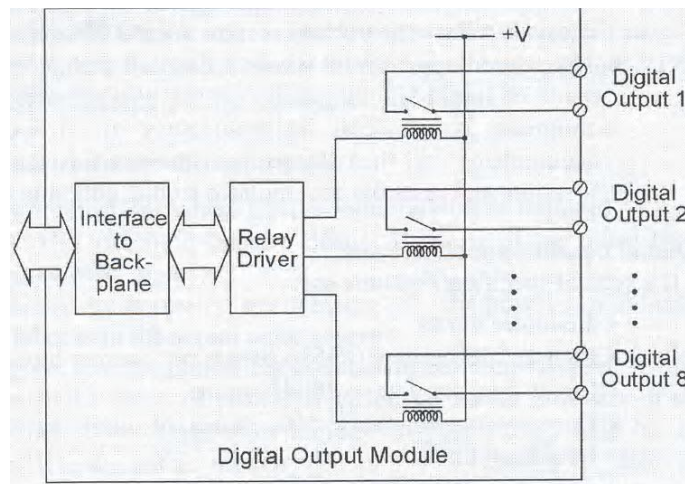 +V
Digital
Output 1
Digital
Output 2
Interface
to
Back-
plane
Relay
Driver
Digital
Output 8
Digital Output Module